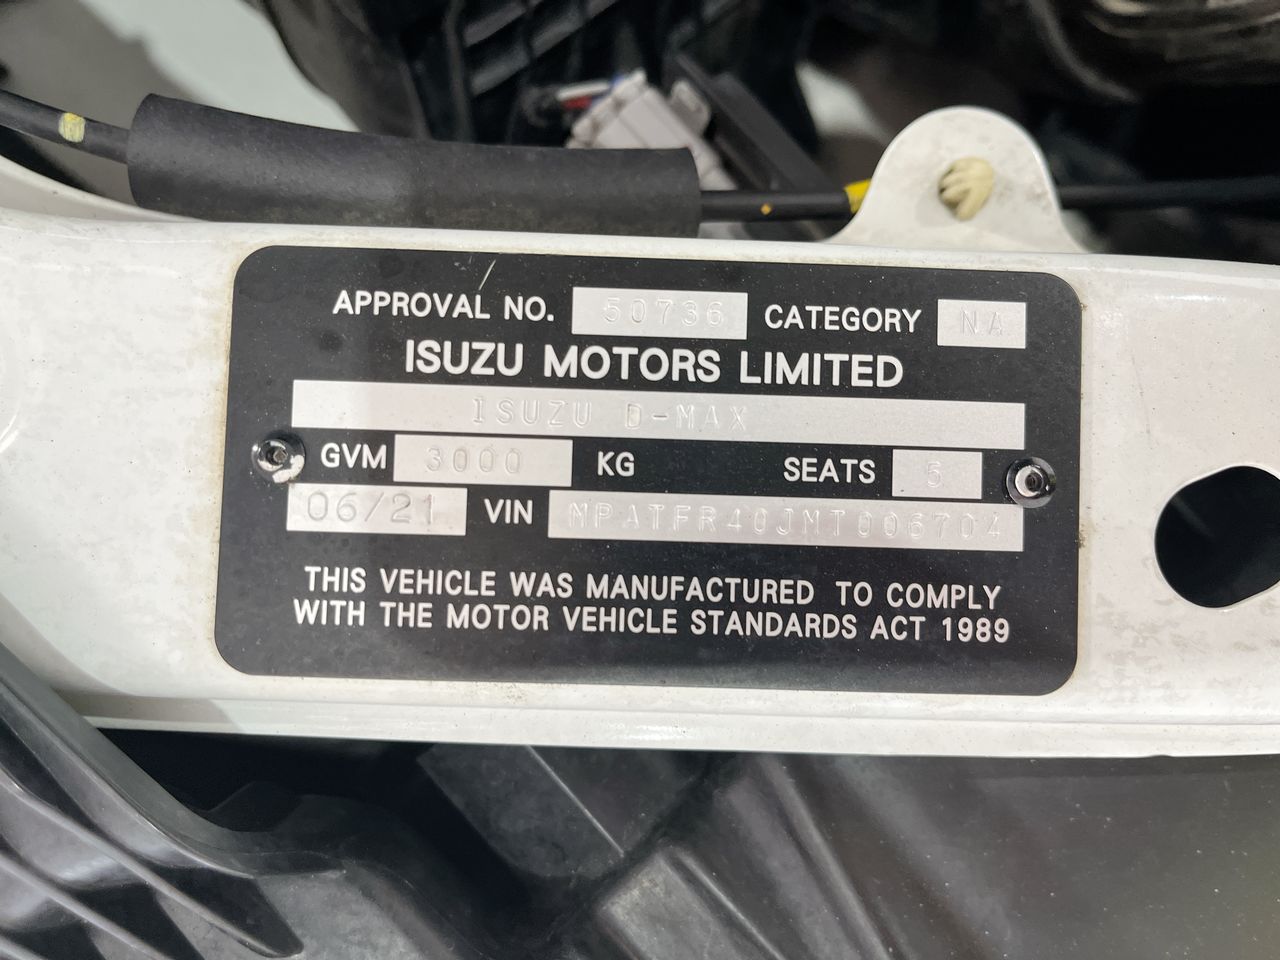 APPROVAL NO. 50736 CATEGORY NA
ISUZU MOTORS LIMITED
ISUZU D-MAX
GVM 3000 KG SEATS 5
06/21 VIN MPATFR40JMT006704
THIS VEHICLE WAS MANUFACTURED TO COMPLY
WITH THE MOTOR VEHICLE STANDARDS ACT 1989